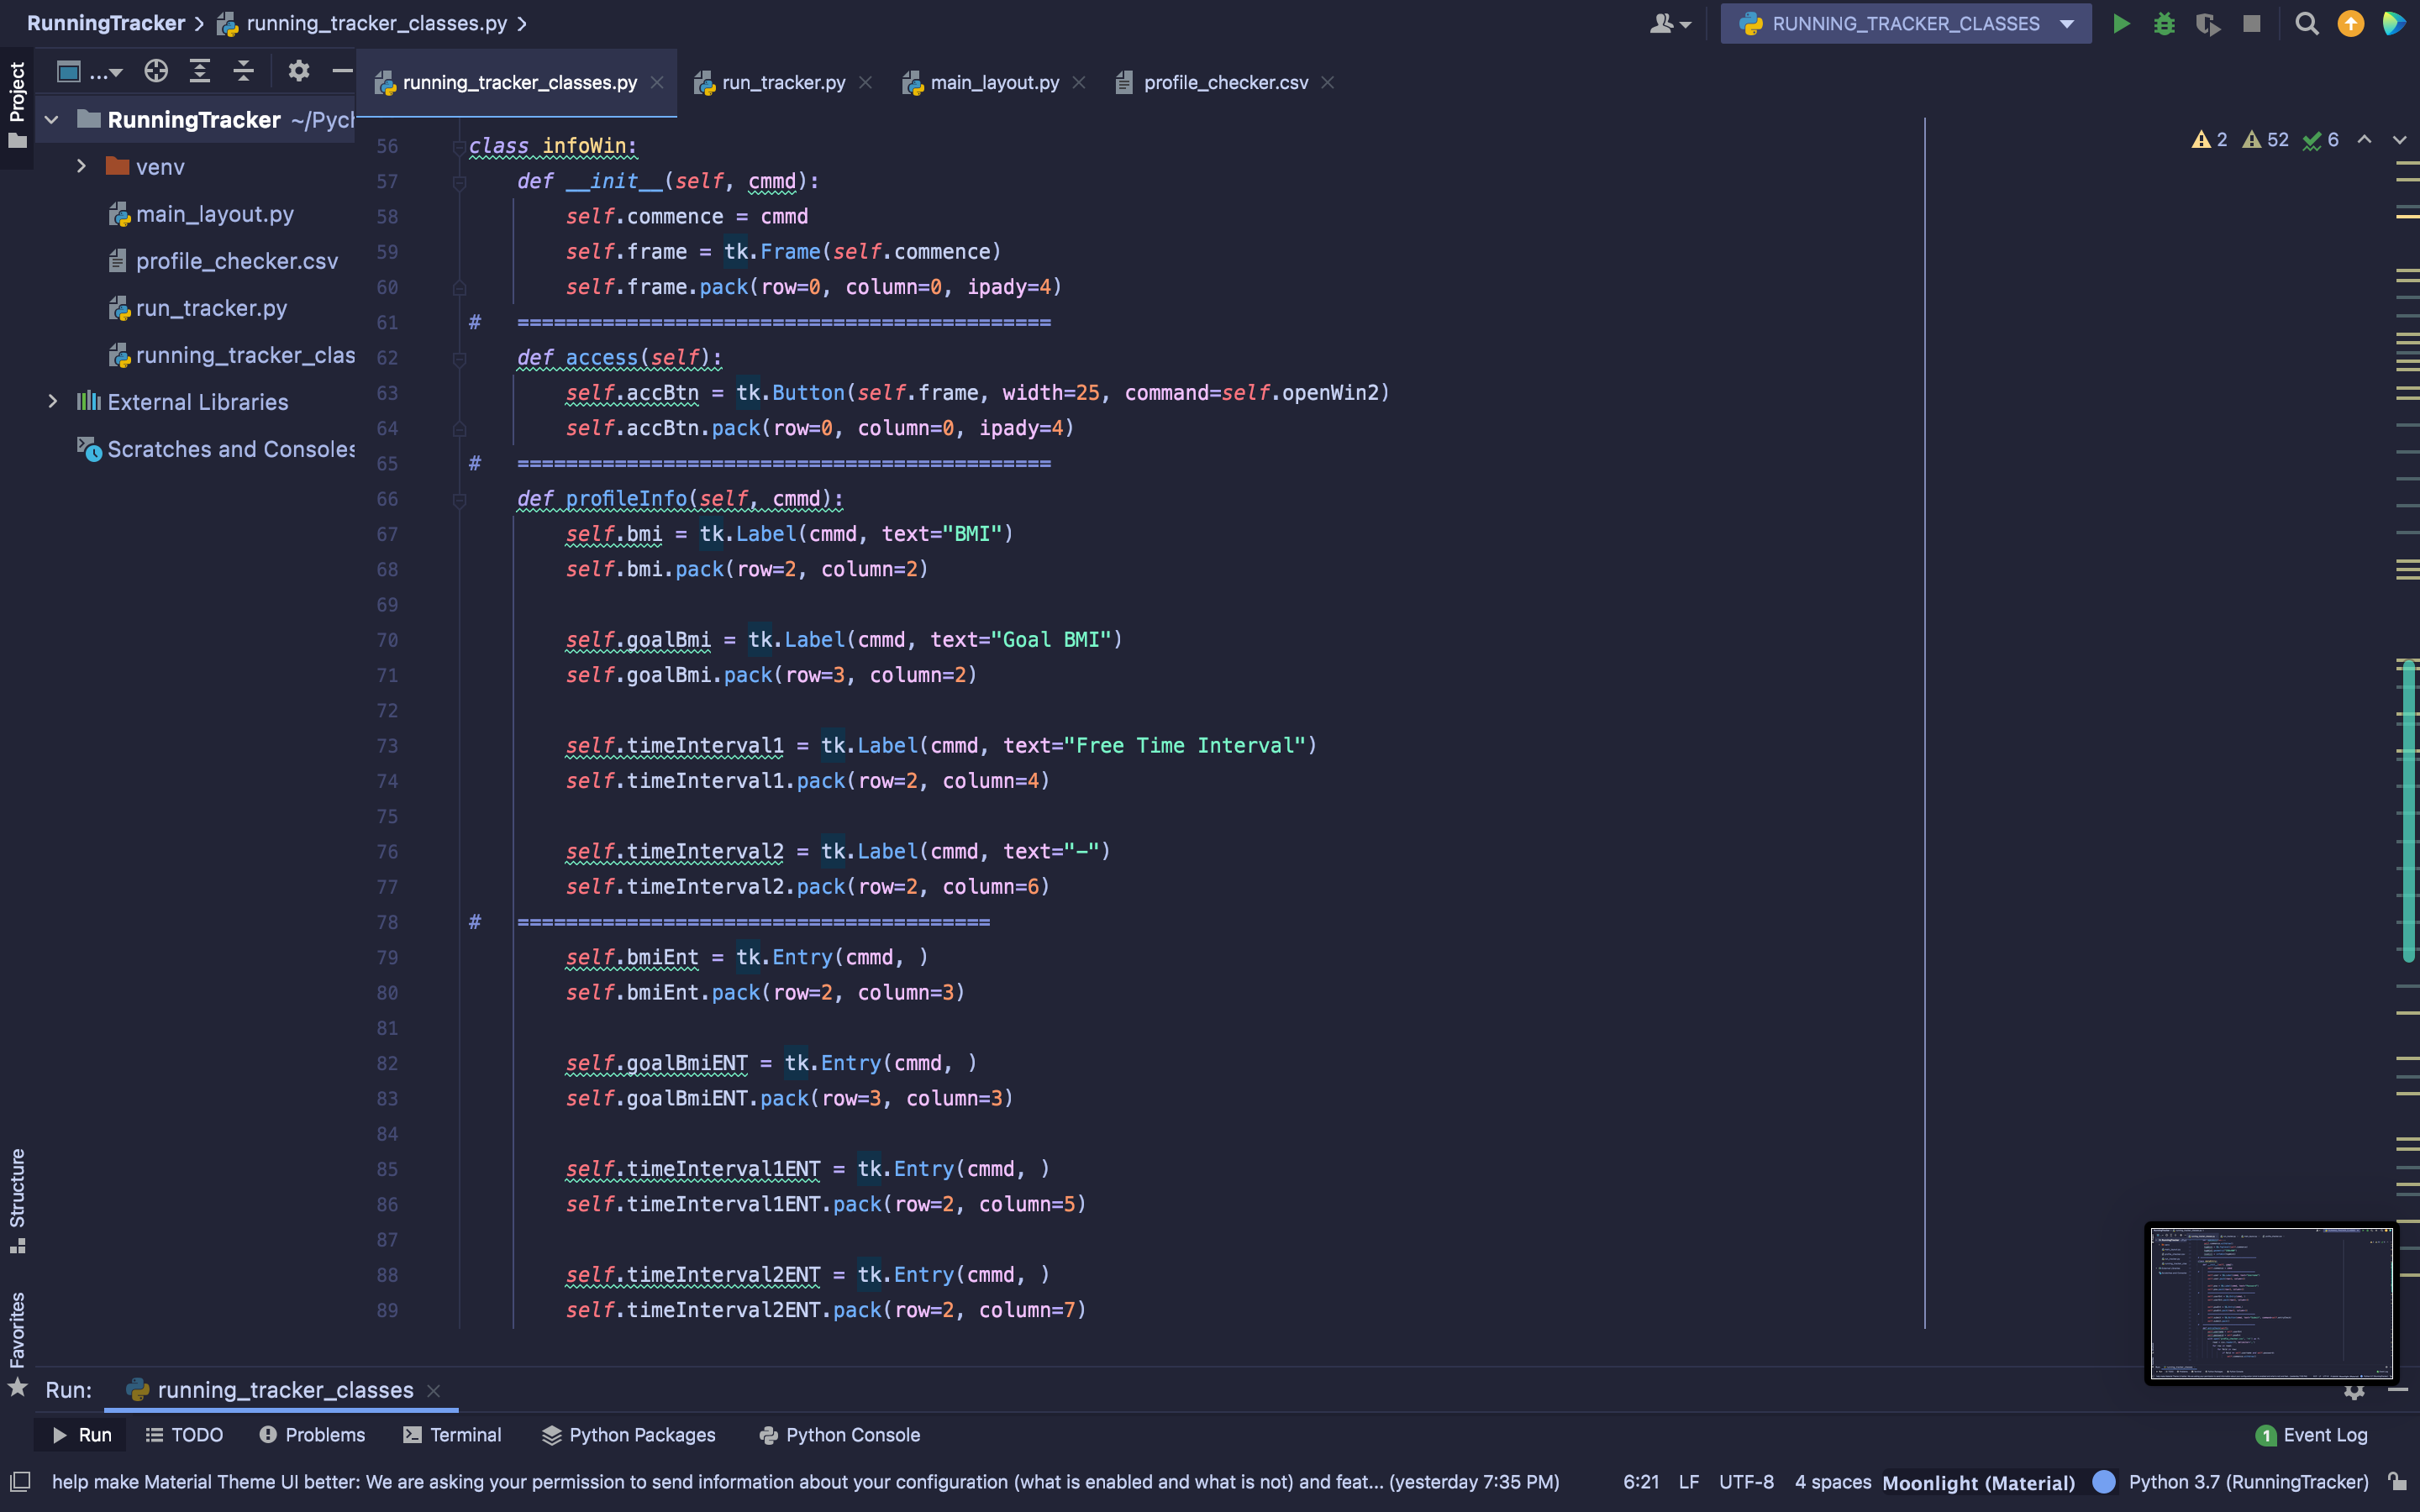 RunningTracker > running_tracker_classes.py >
RUNNING_TRACKER_CLASSES
Project
...
running_tracker_classes.py
run_tracker.py
main_layout.py
profile_checker.csv
RunningTracker ~/Pycl
venv
main_layout.py
profile_checker.csv
run_tracker.py
running_tracker_clas
External Libraries
Scratches and Consoles
2 52 6
56 class infoWin:
57 def __init__(self, cmmd):
58 self.commence = cmmd
59 self.frame = tk.Frame(self.commence)
60 self.frame.pack(row=0, column=0, ipady=4)
61 # ============================================
62 def access(self):
63 self.accBtn = tk.Button(self.frame, width=25, command=self.openWin2)
64 self.accBtn.pack(row=0, column=0, ipady=4)
65 # ============================================
66 def profileInfo(self, cmmd):
67 self.bmi = tk.Label(cmmd, text="BMI")
68 self.bmi.pack(row=2, column=2)
69
70 self.goalBmi = tk.Label(cmmd, text="Goal BMI")
71 self.goalBmi.pack(row=3, column=2)
72
73 self.timeInterval1 = tk.Label(cmmd, text="Free Time Interval")
74 self.timeInterval1.pack(row=2, column=4)
75
76 self.timeInterval2 = tk.Label(cmmd, text="-")
77 self.timeInterval2.pack(row=2, column=6)
78 # =======================================
79 self.bmiEnt = tk.Entry(cmmd, )
80 self.bmiEnt.pack(row=2, column=3)
81
82 self.goalBmiENT = tk.Entry(cmmd, )
83 self.goalBmiENT.pack(row=3, column=3)
84
85 self.timeInterval1ENT = tk.Entry(cmmd, )
86 self.timeInterval1ENT.pack(row=2, column=5)
87
88 self.timeInterval2ENT = tk.Entry(cmmd, )
89 self.timeInterval2ENT.pack(row=2, column=7)
Structure
Favorites
Run: running_tracker_classes
Run TODO Problems Terminal Python Packages Python Console 1 Event Log
help make Material Theme UI better: We are asking your permission to send information about your configuration (what is enabled and what is not) and feat... (yesterday 7:35 PM) 6:21 LF UTF-8 4 spaces Moonlight (Material) Python 3.7 (RunningTracker)